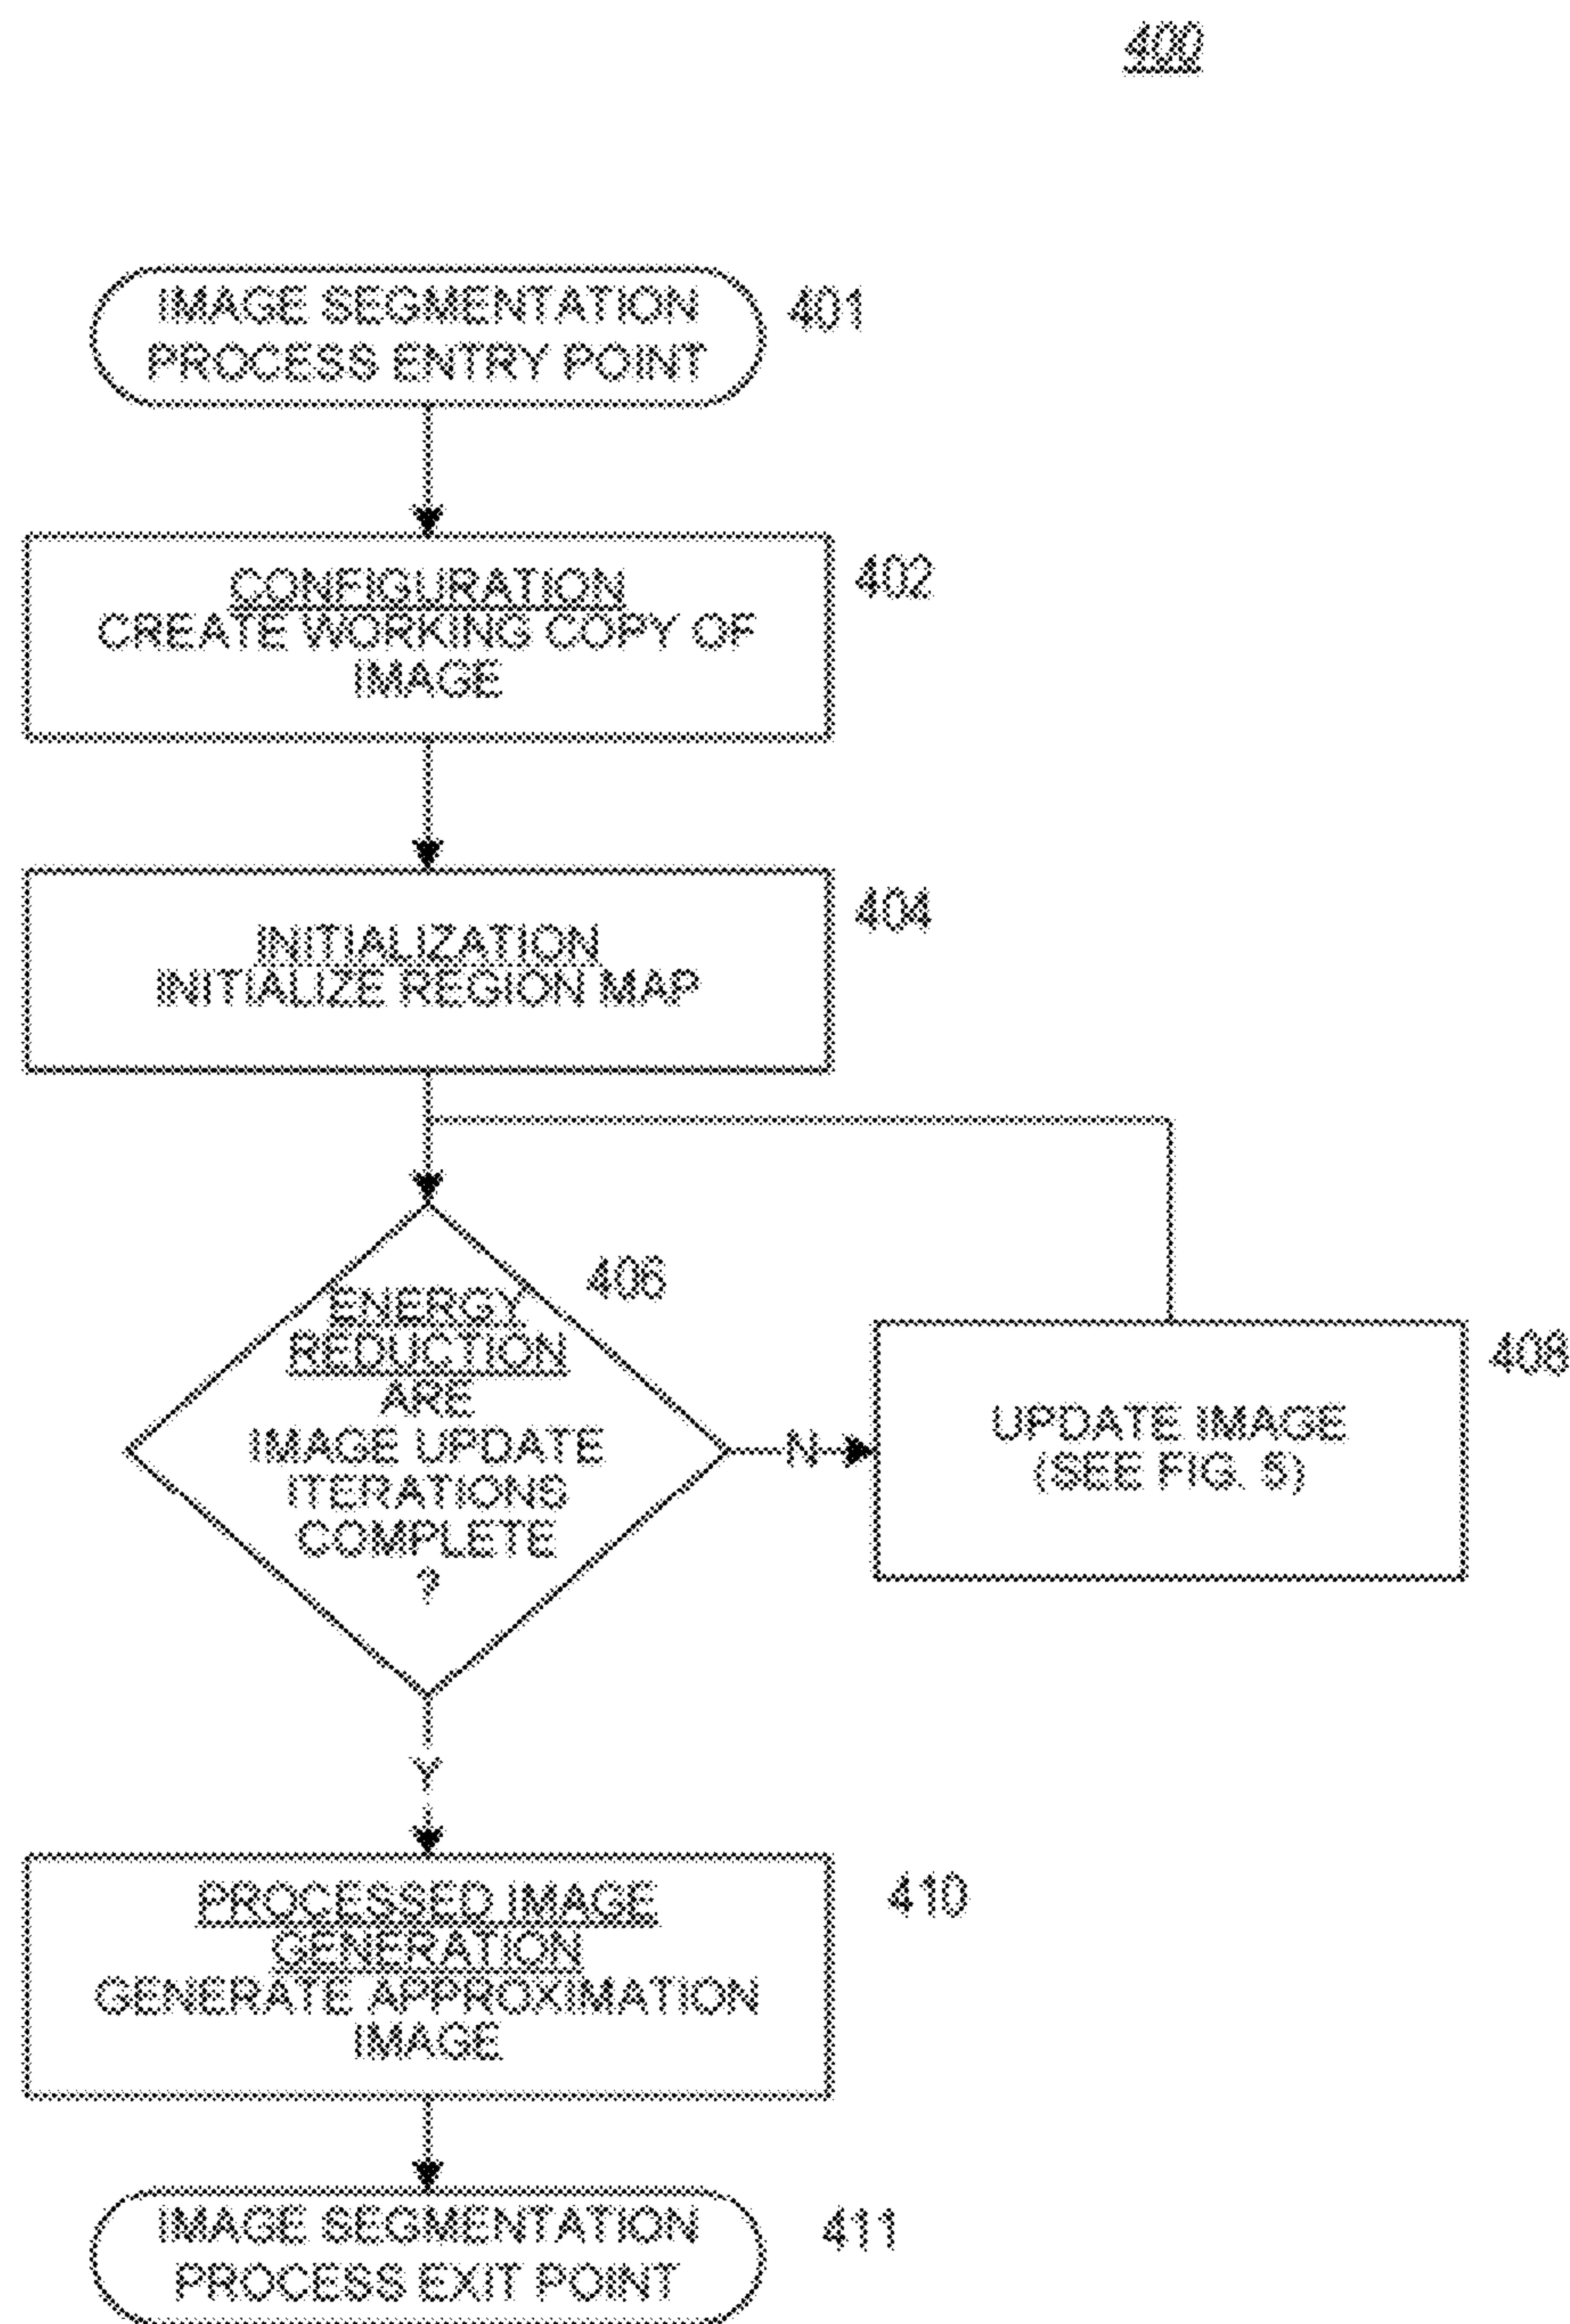 400
IMAGE SEGMENTATION
PROCESS ENTRY POINT
401
CONFIGURATION
CREATE WORKING COPY OF
IMAGE
402
INITIALIZATION
INITIALIZE REGION MAP
404
ENERGY
REDUCTION
ARE
IMAGE UPDATE
ITERATIONS
COMPLETE
?
406
N
UPDATE IMAGE
(SEE FIG. 5)
408
Y
PROCESSED IMAGE
GENERATION
GENERATE APPROXIMATION
IMAGE
410
IMAGE SEGMENTATION
PROCESS EXIT POINT
411